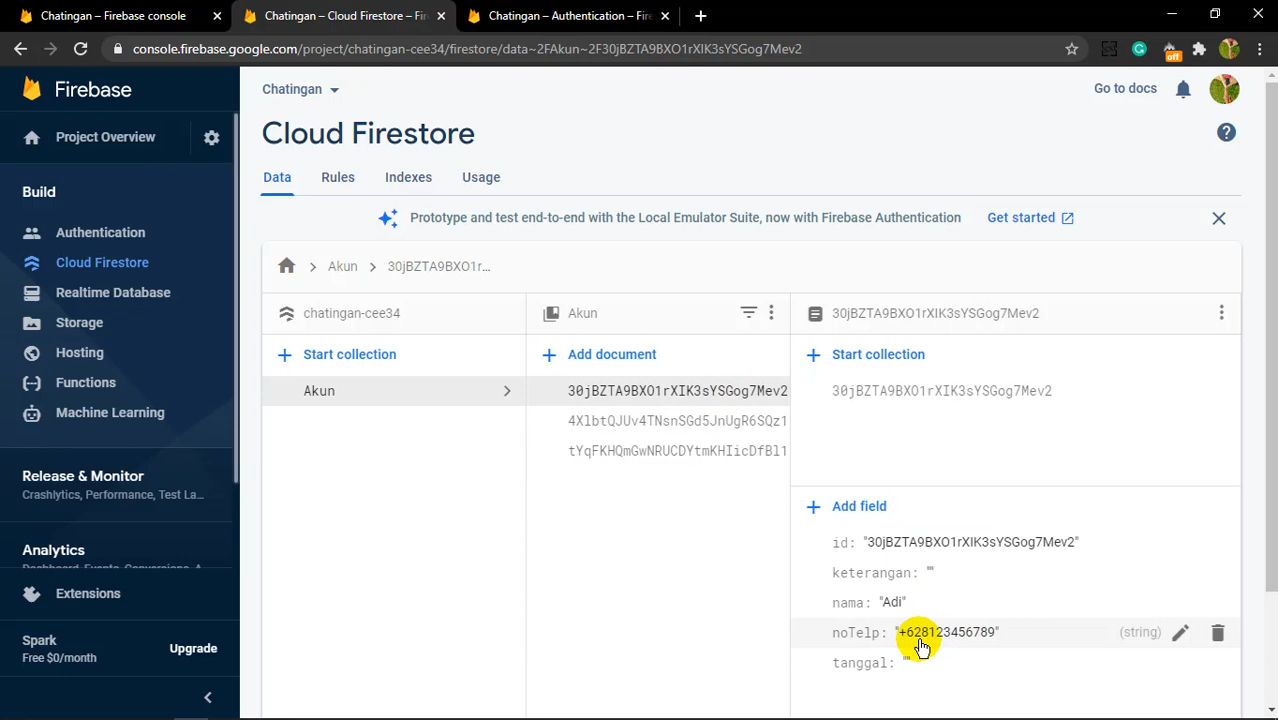 Chatingan – Firebase console
Chatingan – Cloud Firestore – Fir
Chatingan – Authentication – Fire
console.firebase.google.com/project/chatingan-cee34/firestore/data~2FAkun~2F30jBZTA9BXO1rXIK3sYSGog7Mev2
off
Firebase
Project Overview
Build
Authentication
Cloud Firestore
Realtime Database
Storage
Hosting
Functions
Machine Learning
Release & Monitor
Crashlytics, Performance, Test La...
Analytics
Dashboard, Events, Conversions, A
Extensions
Spark
Free $0/month
Upgrade
Chatingan
Go to docs
Cloud Firestore
Data
Rules
Indexes
Usage
Prototype and test end-to-end with the Local Emulator Suite, now with Firebase Authentication
Get started
Akun
30jBZTA9BXO1r...
chatingan-cee34
Akun
30jBZTA9BXO1rXIK3sYSGog7Mev2
Start collection
Add document
Start collection
Akun
30jBZTA9BXO1rXIK3sYSGog7Mev2
30jBZTA9BXO1rXIK3sYSGog7Mev2
4XlbtQJUv4TNsnSGd5JnUgR6SQz1
tYqFKHQmGwNRUCDYtmKHIicDfBl1
Add field
id: "30jBZTA9BXO1rXIK3sYSGog7Mev2"
keterangan: ""
nama: "Adi"
noTelp: "+628123456789"
(string)
tanggal: ""